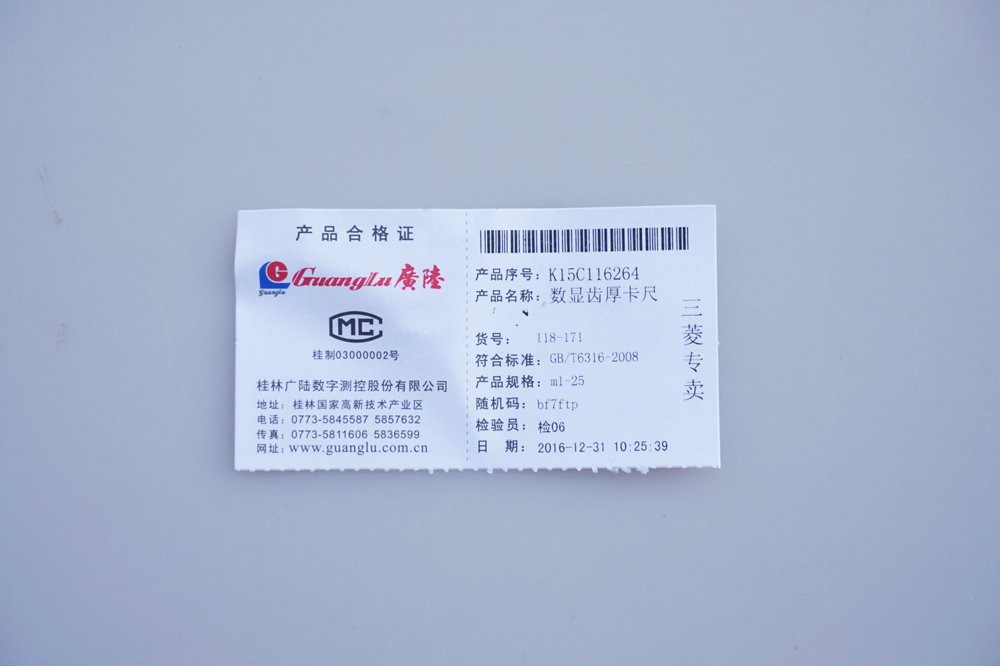 产品合格证
G
Guanglu
GuangLu 廣陸
MC
桂制03000002号
桂林广陆数字测控股份有限公司
地址：桂林国家高新技术产业区
电话：0773-5845587 5857632
传真：0773-5811606 5836599
网址：www.guanglu.com.cn
产品序号：K15C116264
产品名称：数显齿厚卡尺
货号：118-171
符合标准：GB/T6316-2008
产品规格：m1-25
随机码：bf7ftp
检验员：检06
日 期：2016-12-31 10:25:39
三菱专卖